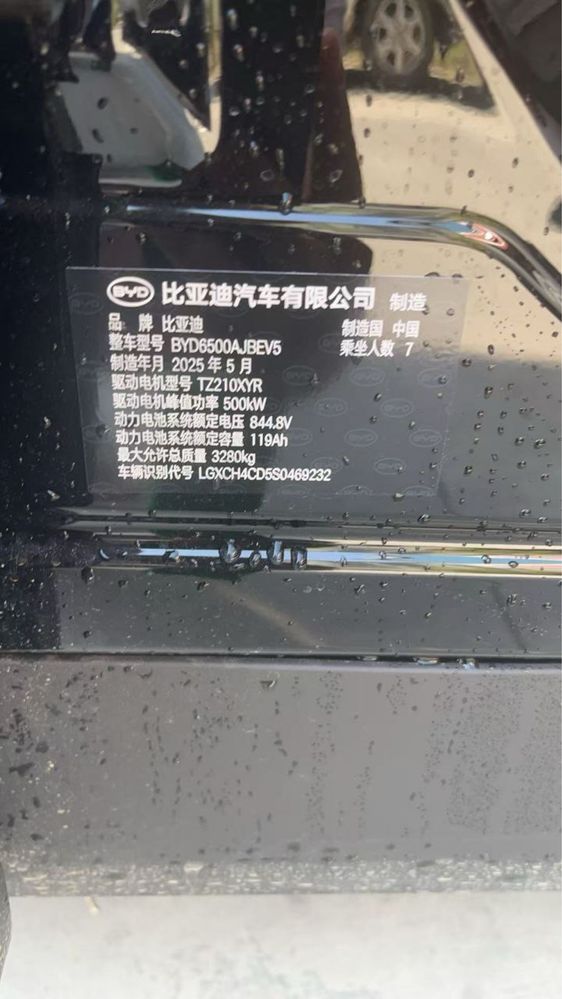 BYD 比亚迪汽车有限公司 制造
品 牌 比亚迪 制造国 中国
整车型号 BYD6500AJBEV5 乘坐人数 7
制造年月 2025 年 5 月
驱动电机型号 TZ210XYR
驱动电机峰值功率 500kW
动力电池系统额定电压 844.8V
动力电池系统额定容量 119Ah
最大允许总质量 3280kg
车辆识别代号 LGXCH4CD5S0469232